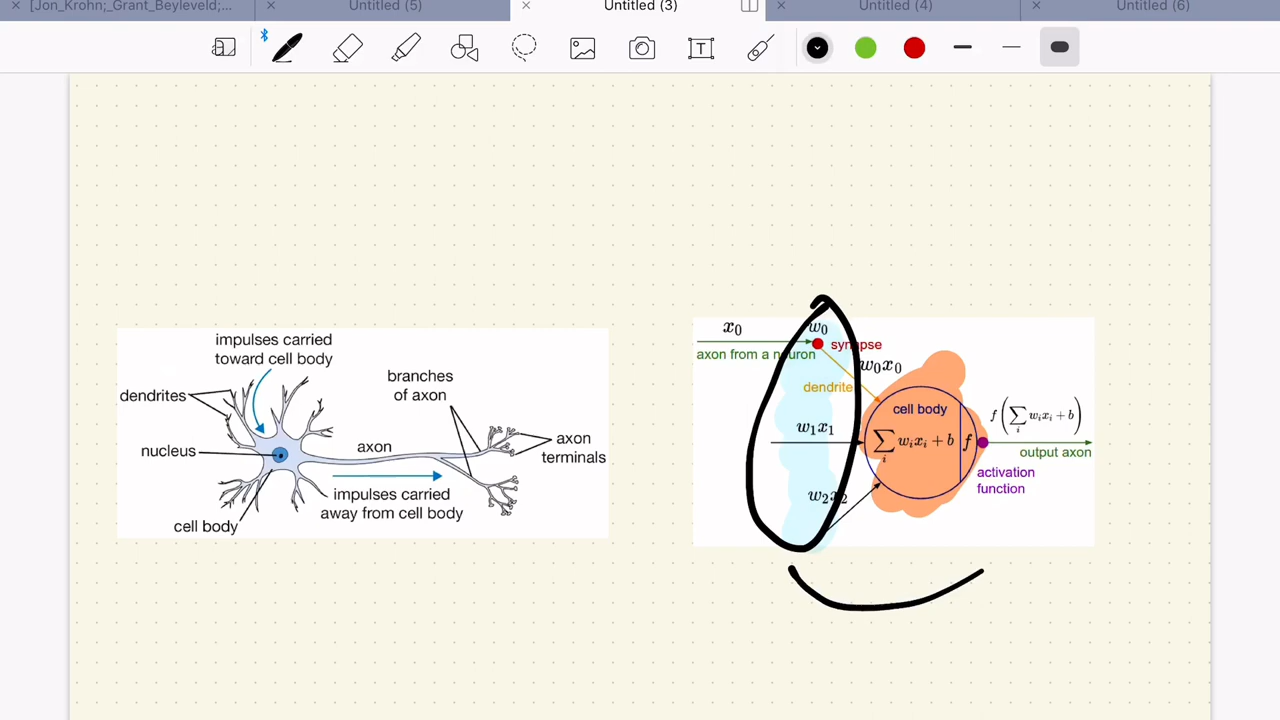 [Jon_Krohn;_Grant_Beyleveld;...
Untitled (5)
Untitled (3)
Untitled (4)
Untitled (6)
T
impulses carried
toward cell body
dendrites
nucleus
cell body
axon
impulses carried
away from cell body
branches
of axon
axon
terminals
x₀
w₀
axon from a neuron
synapse
w₀x₀
dendrite
cell body
w₁x₁
∑ᵢ wᵢxᵢ + b
f
w₂x₂
f(∑ᵢ wᵢxᵢ + b)
output axon
activation
function